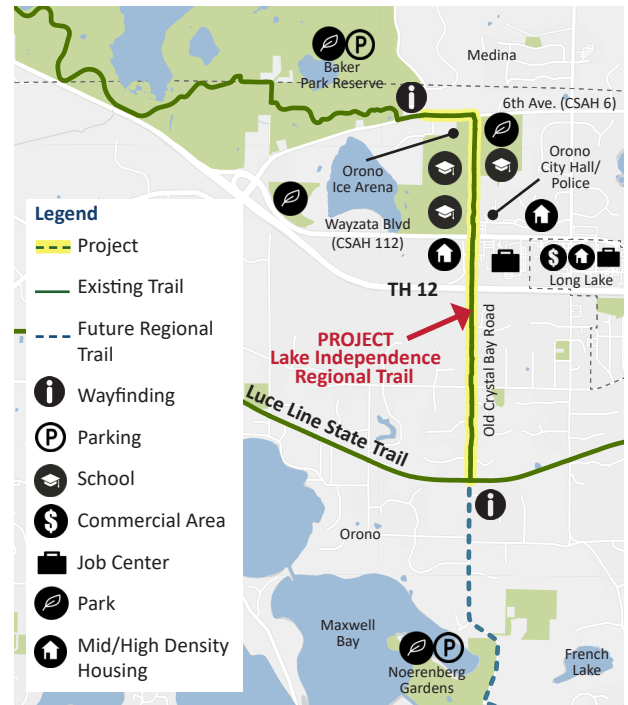 Medina
Baker
Park Reserve
6th Ave. (CSAH 6)
Orono
Ice Arena
Orono
City Hall/
Police
Wayzata Blvd
(CSAH 112)
Long Lake
TH 12
PROJECT
Lake Independence
Regional Trail
Old Crystal Bay Road
Luce Line State Trail
Orono
Maxwell
Bay
Noerenberg
Gardens
French
Lake
Legend
Project
Existing Trail
Future Regional
Trail
i
Wayfinding
P
Parking
School
$
Commercial Area
Job Center
Park
Mid/High Density
Housing
P
i
$
i
P